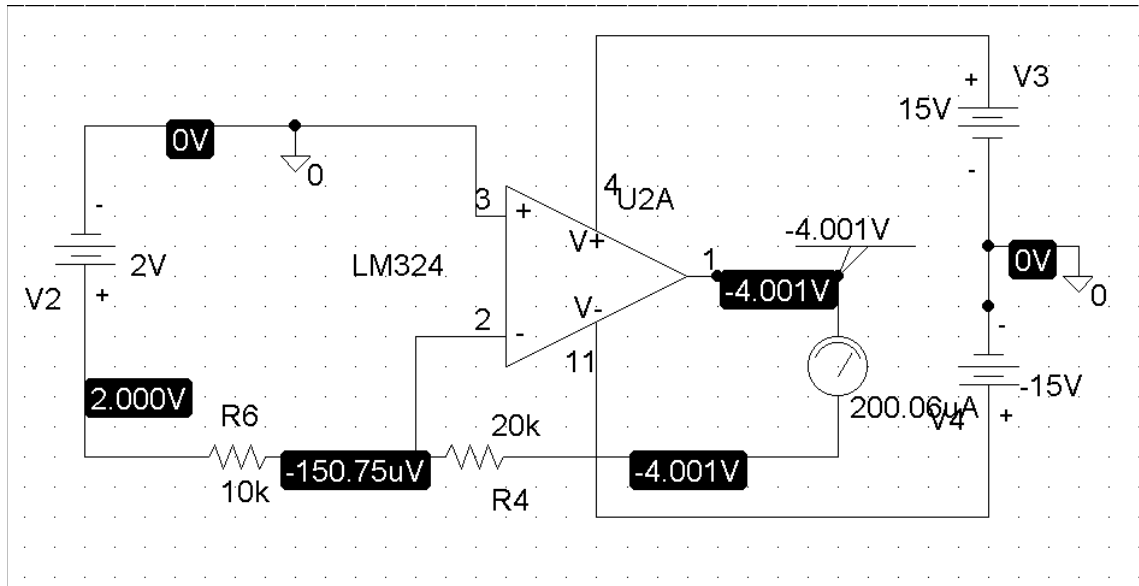 +
V3
15V
-
0V
0
-
2V
V2
+
3
+
4
U2A
V+
LM324
1
-4.001V
-4.001V
0V
0
2
-
V-
11
-
-15V
V4
+
200.06uA
2.000V
R6
10k
-150.75uV
20k
R4
-4.001V